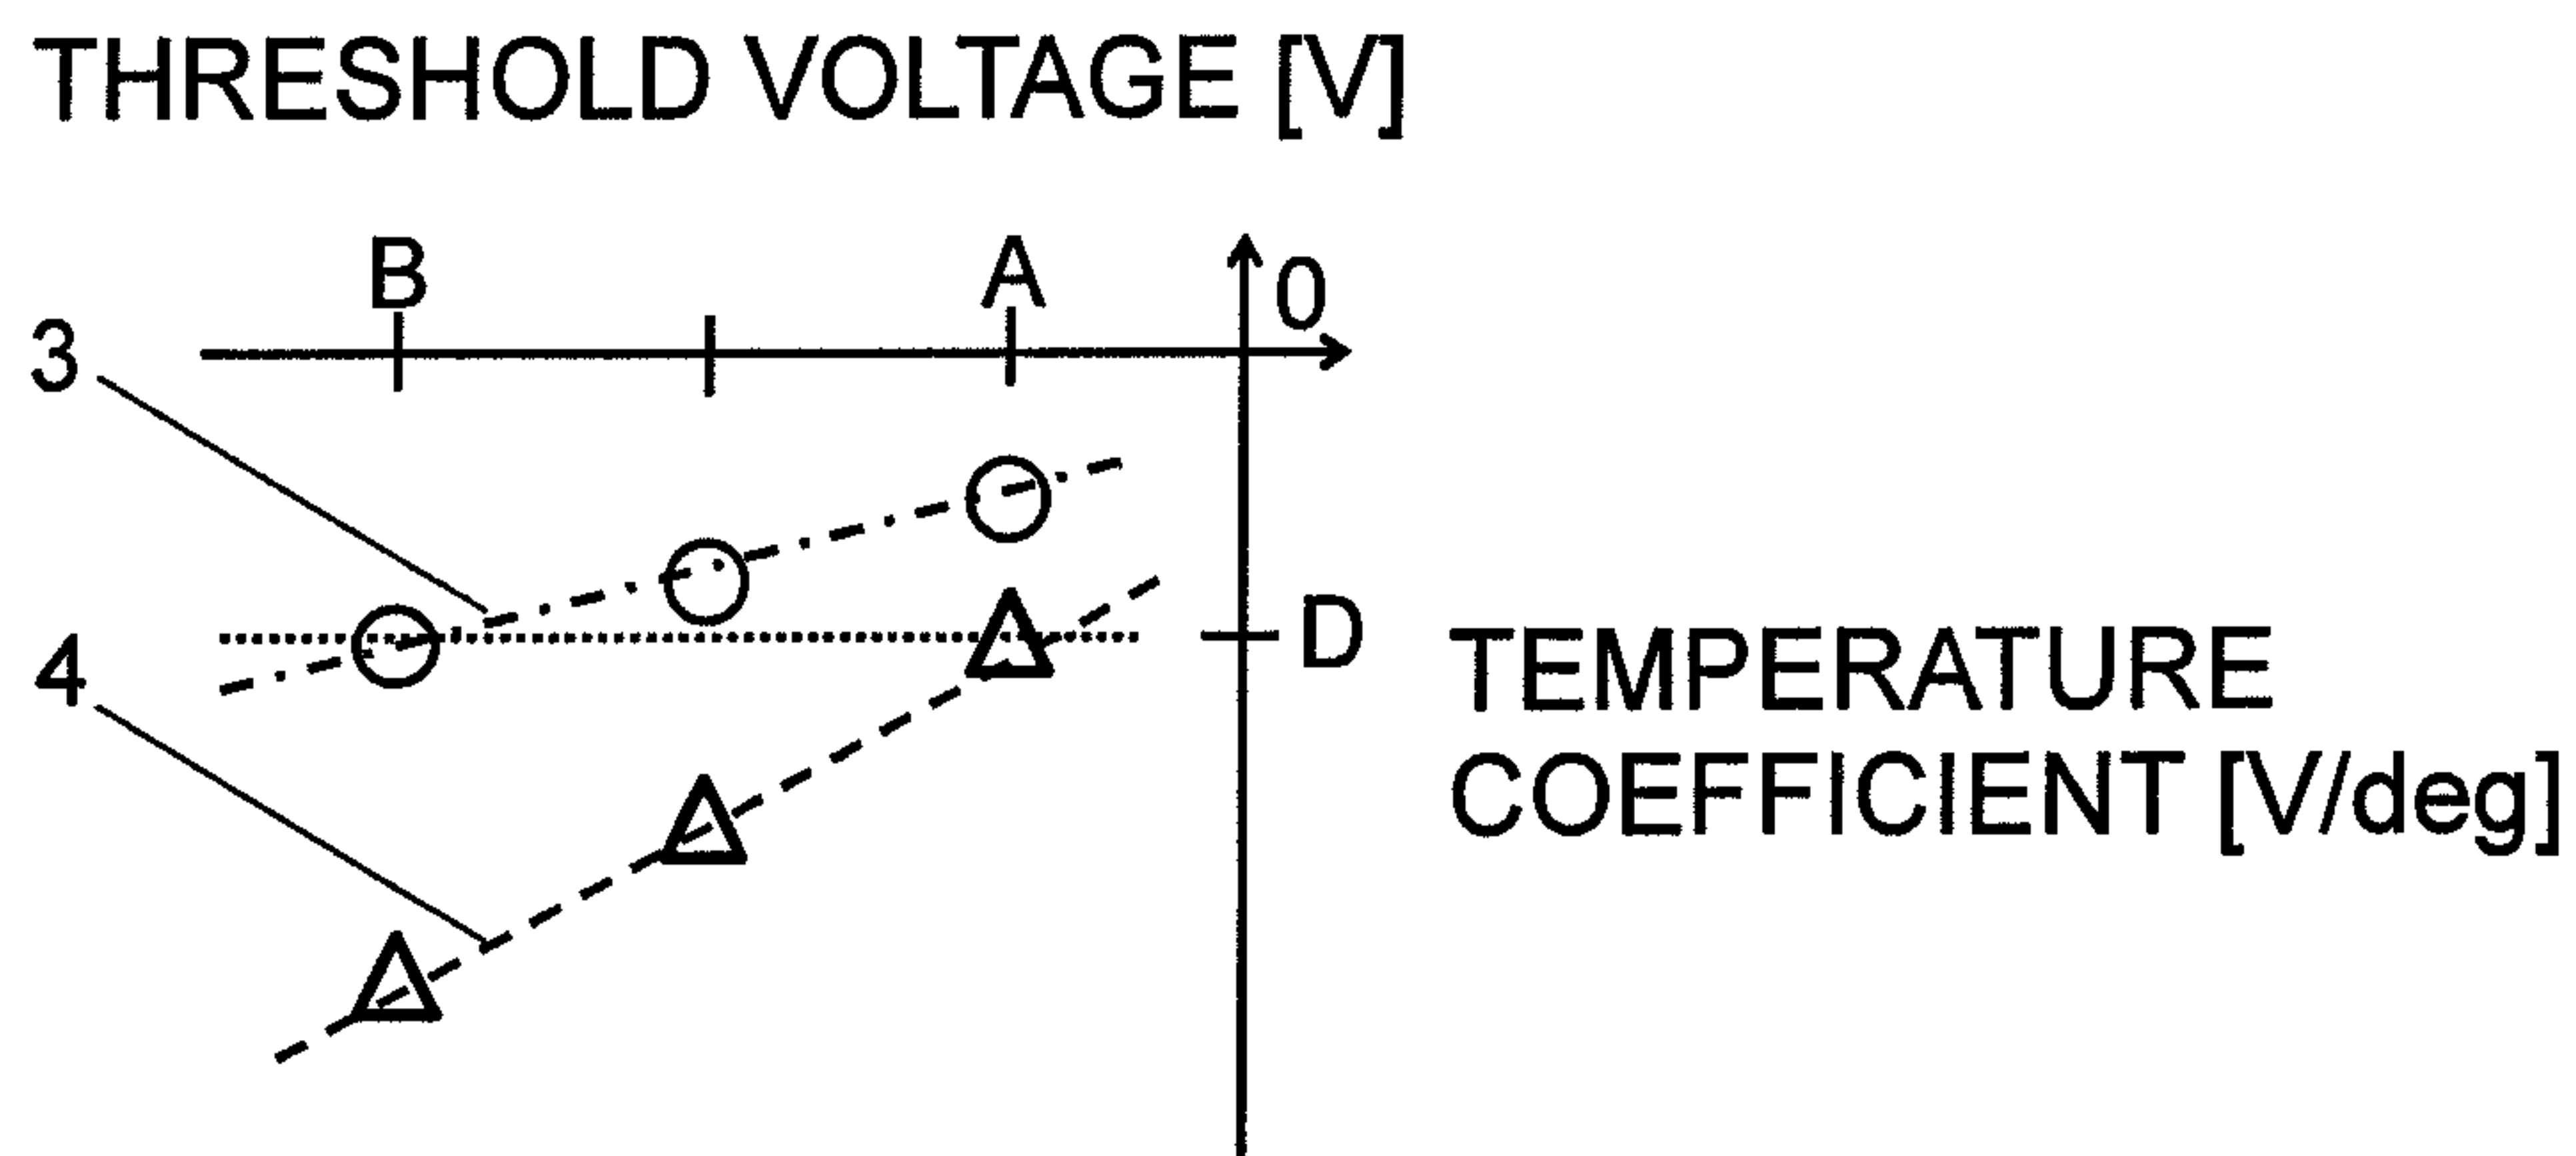 THRESHOLD VOLTAGE [V]
B
A
0
3
4
D
TEMPERATURE
COEFFICIENT [V/deg]